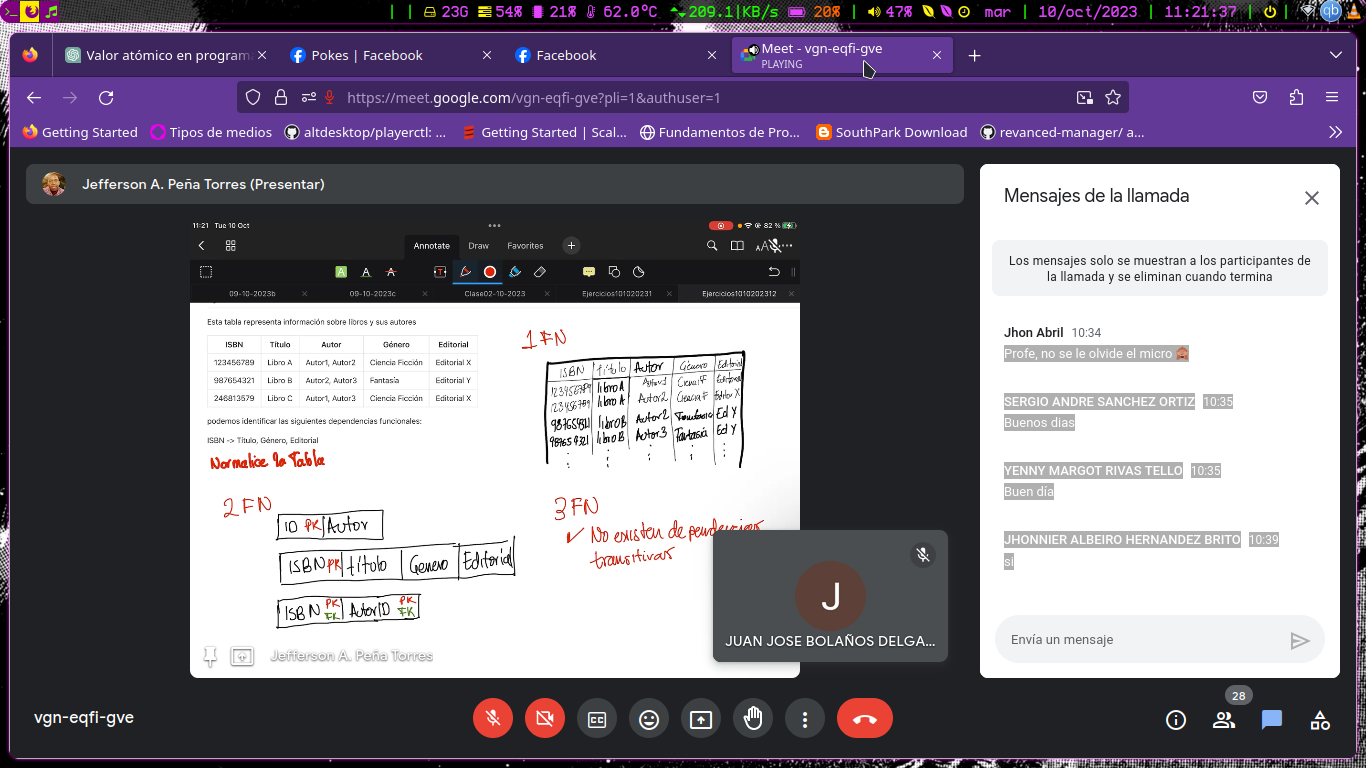 23G 54% 21% 62.0°C 209.1|KB/s 20% 47% mar | 10/oct/2023 | 11:21:37
Valor atómico en program
Pokes | Facebook
Facebook
Meet - vgn-eqfi-gve
PLAYING
https://meet.google.com/vgn-eqfi-gve?pli=1&authuser=1
Getting Started
Tipos de medios
altdesktop/playerctl: ...
Getting Started | Scal...
Fundamentos de Pro...
SouthPark Download
revanced-manager/ a...
Jefferson A. Peña Torres (Presentar)
11:21 Tue 10 Oct
82 %
Annotate Draw Favorites
09-10-2023b 09-10-2023c Clase02-10-2023 Ejercicios101020231 Ejercicios1010202312
Esta tabla representa información sobre libros y sus autores
ISBN Título Autor Género Editorial
123456789 Libro A Autor1, Autor2 Ciencia Ficción Editorial X
987654321 Libro B Autor2, Autor3 Fantasía Editorial Y
246813579 Libro C Autor1, Autor3 Ciencia Ficción Editorial X
podemos identificar las siguientes dependencias funcionales:
ISBN -> Título, Género, Editorial
Normalice la Tabla
1FN
ISBN título Autor Género Editorial
123456789 libro A Autor1 Ciencia F Editorial
123456789 libro A Autor2 Ciencia F Editor X
987654321 libro B Autor2 Fantasia Ed Y
987654321 libro B Autor3 Fantasia Ed Y
2FN
ID PK Autor
ISBN PK título Genero Editorial
ISBN PK FK AutorID PK FK
3FN
✓ No existen dependencias
transitivas
Jefferson A. Peña Torres
J
JUAN JOSE BOLAÑOS DELGA...
Mensajes de la llamada
Los mensajes solo se muestran a los participantes de
la llamada y se eliminan cuando termina
Jhon Abril 10:34
Profe, no se le olvide el micro 🙈
SERGIO ANDRE SANCHEZ ORTIZ 10:35
Buenos dias
YENNY MARGOT RIVAS TELLO 10:35
Buen día
JHONNIER ALBEIRO HERNANDEZ BRITO 10:39
si
Envía un mensaje
vgn-eqfi-gve
28